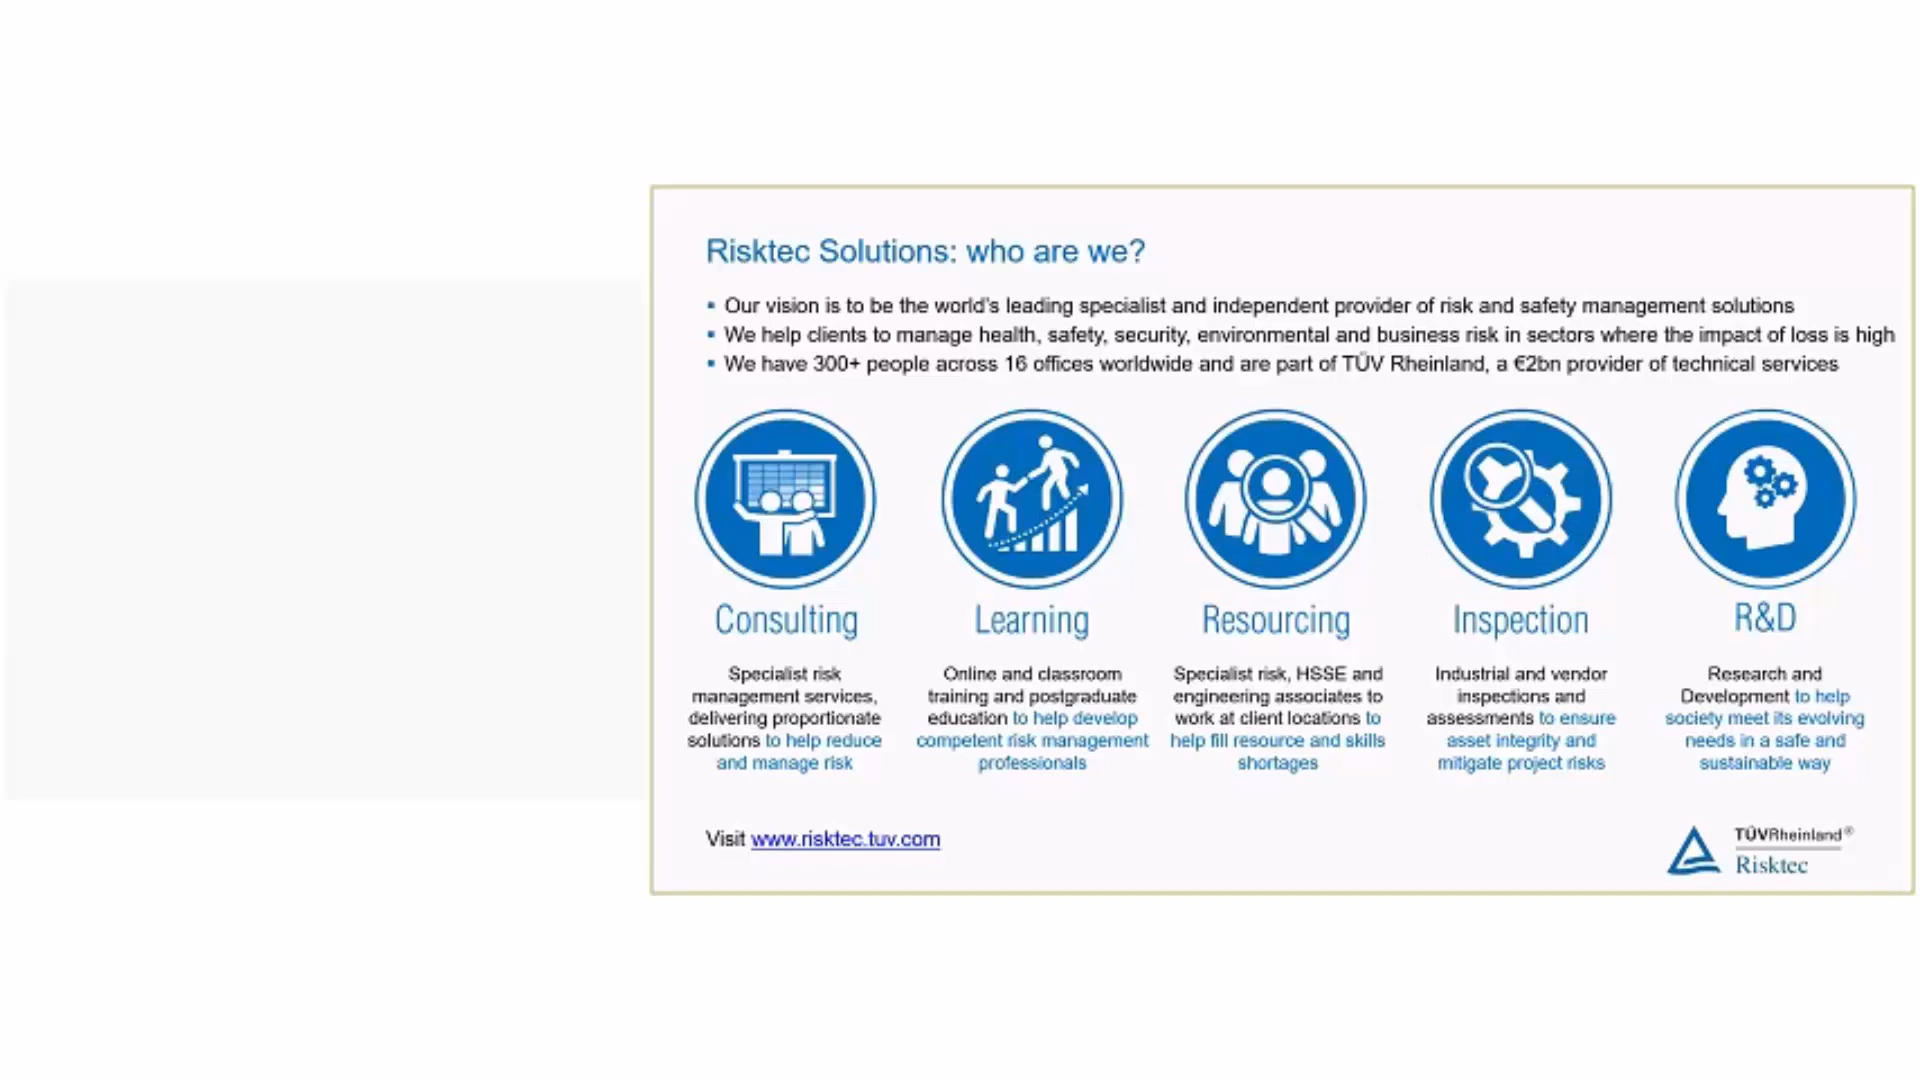 Risktec Solutions: who are we?
▪ Our vision is to be the world's leading specialist and independent provider of risk and safety management solutions
▪ We help clients to manage health, safety, security, environmental and business risk in sectors where the impact of loss is high
▪ We have 300+ people across 16 offices worldwide and are part of TÜV Rheinland, a €2bn provider of technical services
Consulting
Specialist risk
management services,
delivering proportionate
solutions to help reduce
and manage risk
Learning
Online and classroom
training and postgraduate
education to help develop
competent risk management
professionals
Resourcing
Specialist risk, HSSE and
engineering associates to
work at client locations to
help fill resource and skills
shortages
Inspection
Industrial and vendor
inspections and
assessments to ensure
asset integrity and
mitigate project risks
R&D
Research and
Development to help
society meet its evolving
needs in a safe and
sustainable way
Visit www.risktec.tuv.com
TÜVRheinland®
Risktec